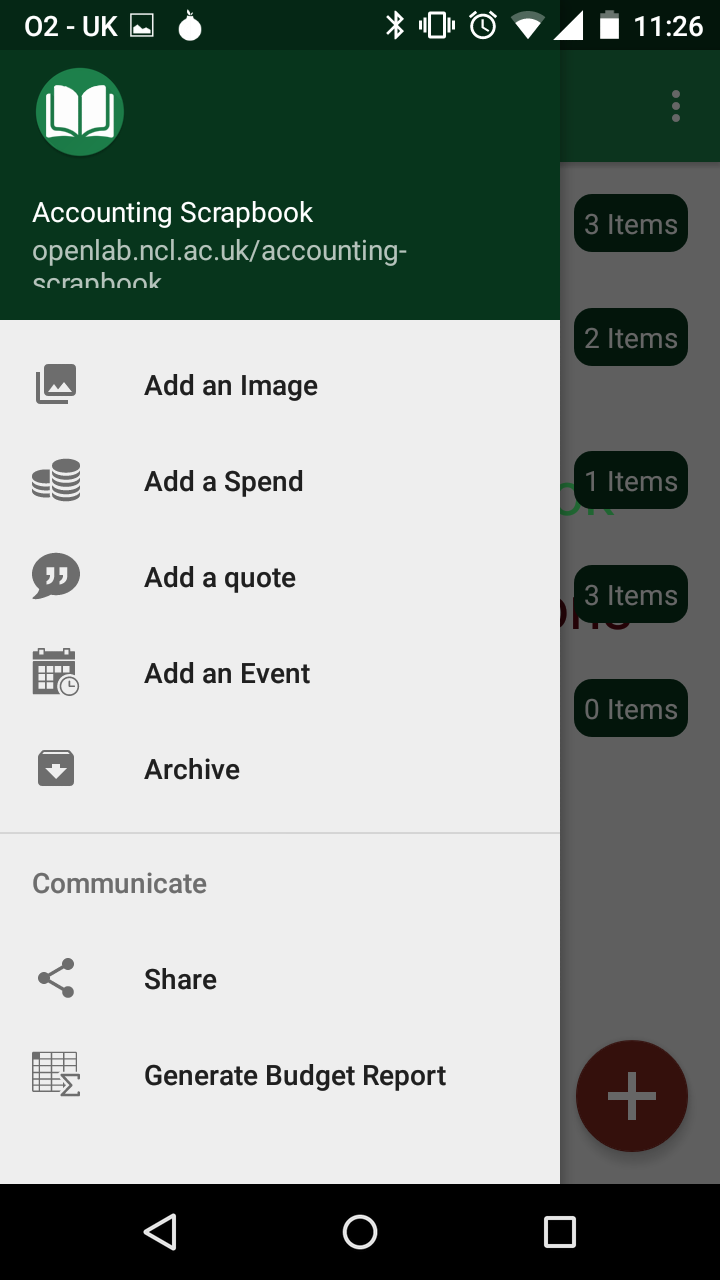 O2 - UK 11:26
Accounting Scrapbook
openlab.ncl.ac.uk/accounting-
scrapbook
3 Items
2 Items
Add an Image
Add a Spend
1 Items
Add a quote
3 Items
Add an Event
0 Items
Archive
Communicate
Share
Generate Budget Report